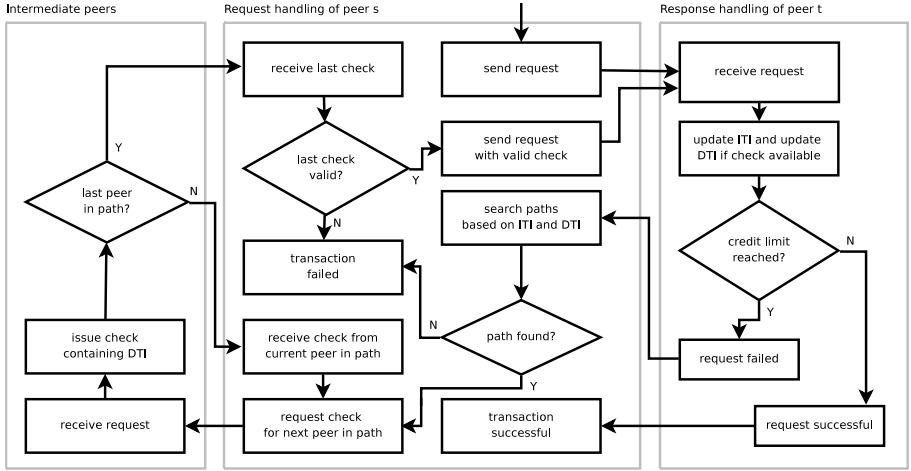 Intermediate peers
Request handling of peer s
Response handling of peer t
receive last check
send request
receive request
Y
last check
valid?
Y
send request
with valid check
update ITI and update
DTI if check available
last peer
in path?
N
N
search paths
based on ITI and DTI
credit limit
reached?
N
transaction
failed
Y
issue check
containing DTI
receive check from
current peer in path
N
path found?
Y
request failed
receive request
request check
for next peer in path
transaction
successful
request successful